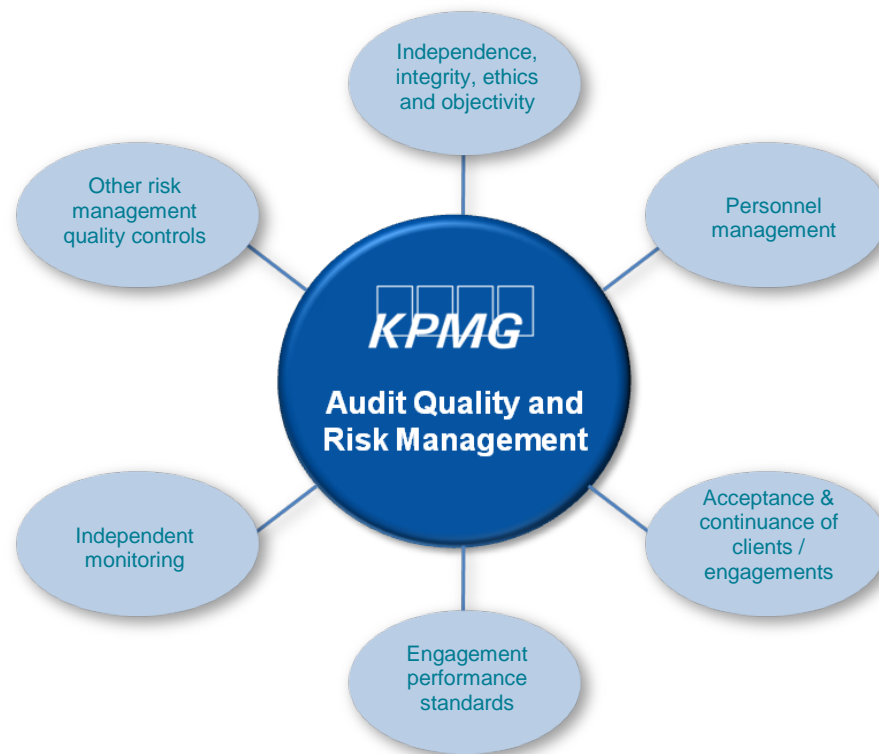 Independence,
integrity, ethics
and objectivity
Other risk
management
quality controls
Personnel
management
KPMG
Audit Quality and
Risk Management
Independent
monitoring
Acceptance &
continuance of
clients /
engagements
Engagement
performance
standards